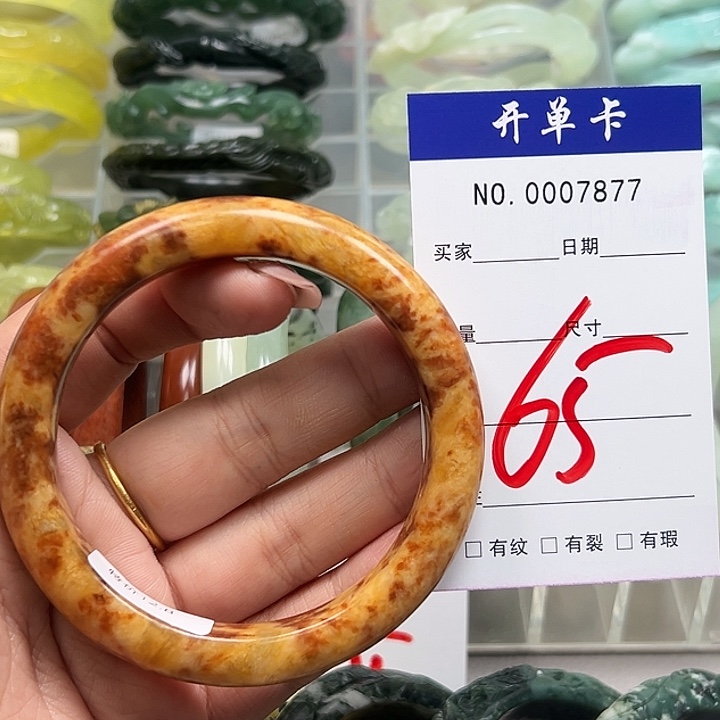 开单卡
NO. 0007877
买家 日期
量 尺寸
65
□有纹 □有裂 □有瑕